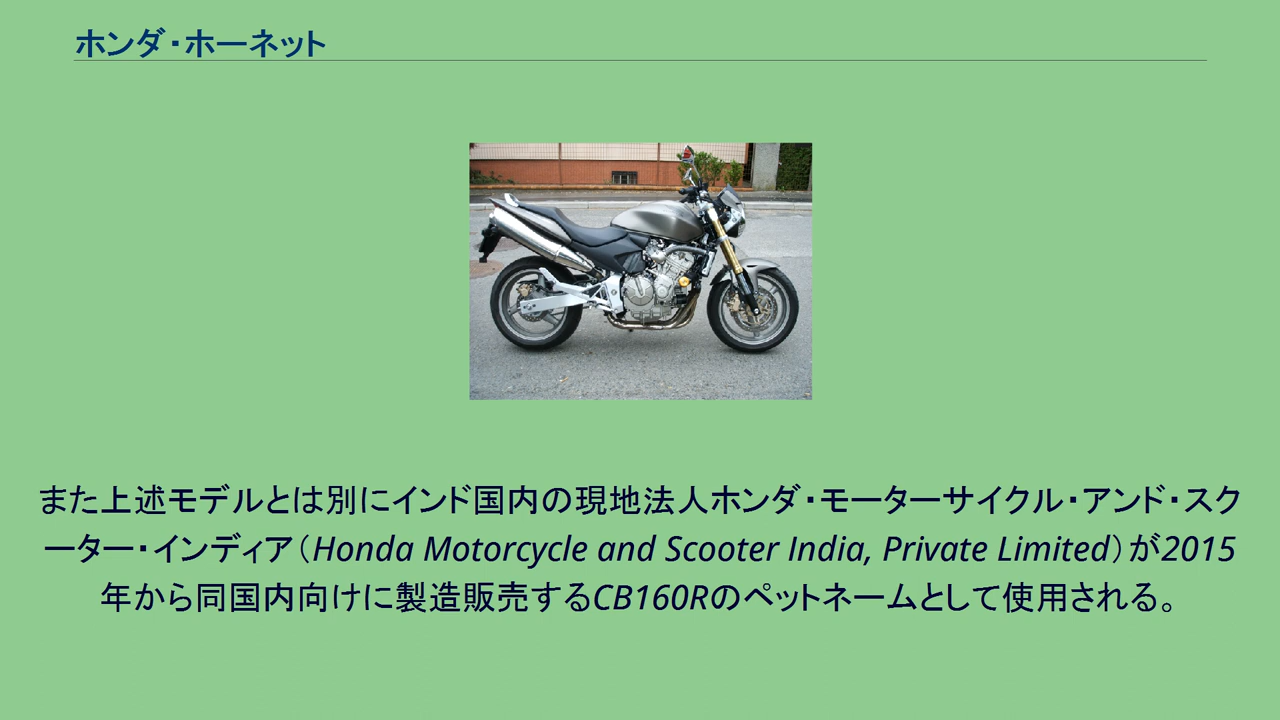 ホンダ・ホーネット
また上述モデルとは別にインド国内の現地法人ホンダ・モーターサイクル・アンド・スク
ーター・インディア（Honda Motorcycle and Scooter India, Private Limited）が2015
年から同国内向けに製造販売するCB160Rのペットネームとして使用される。